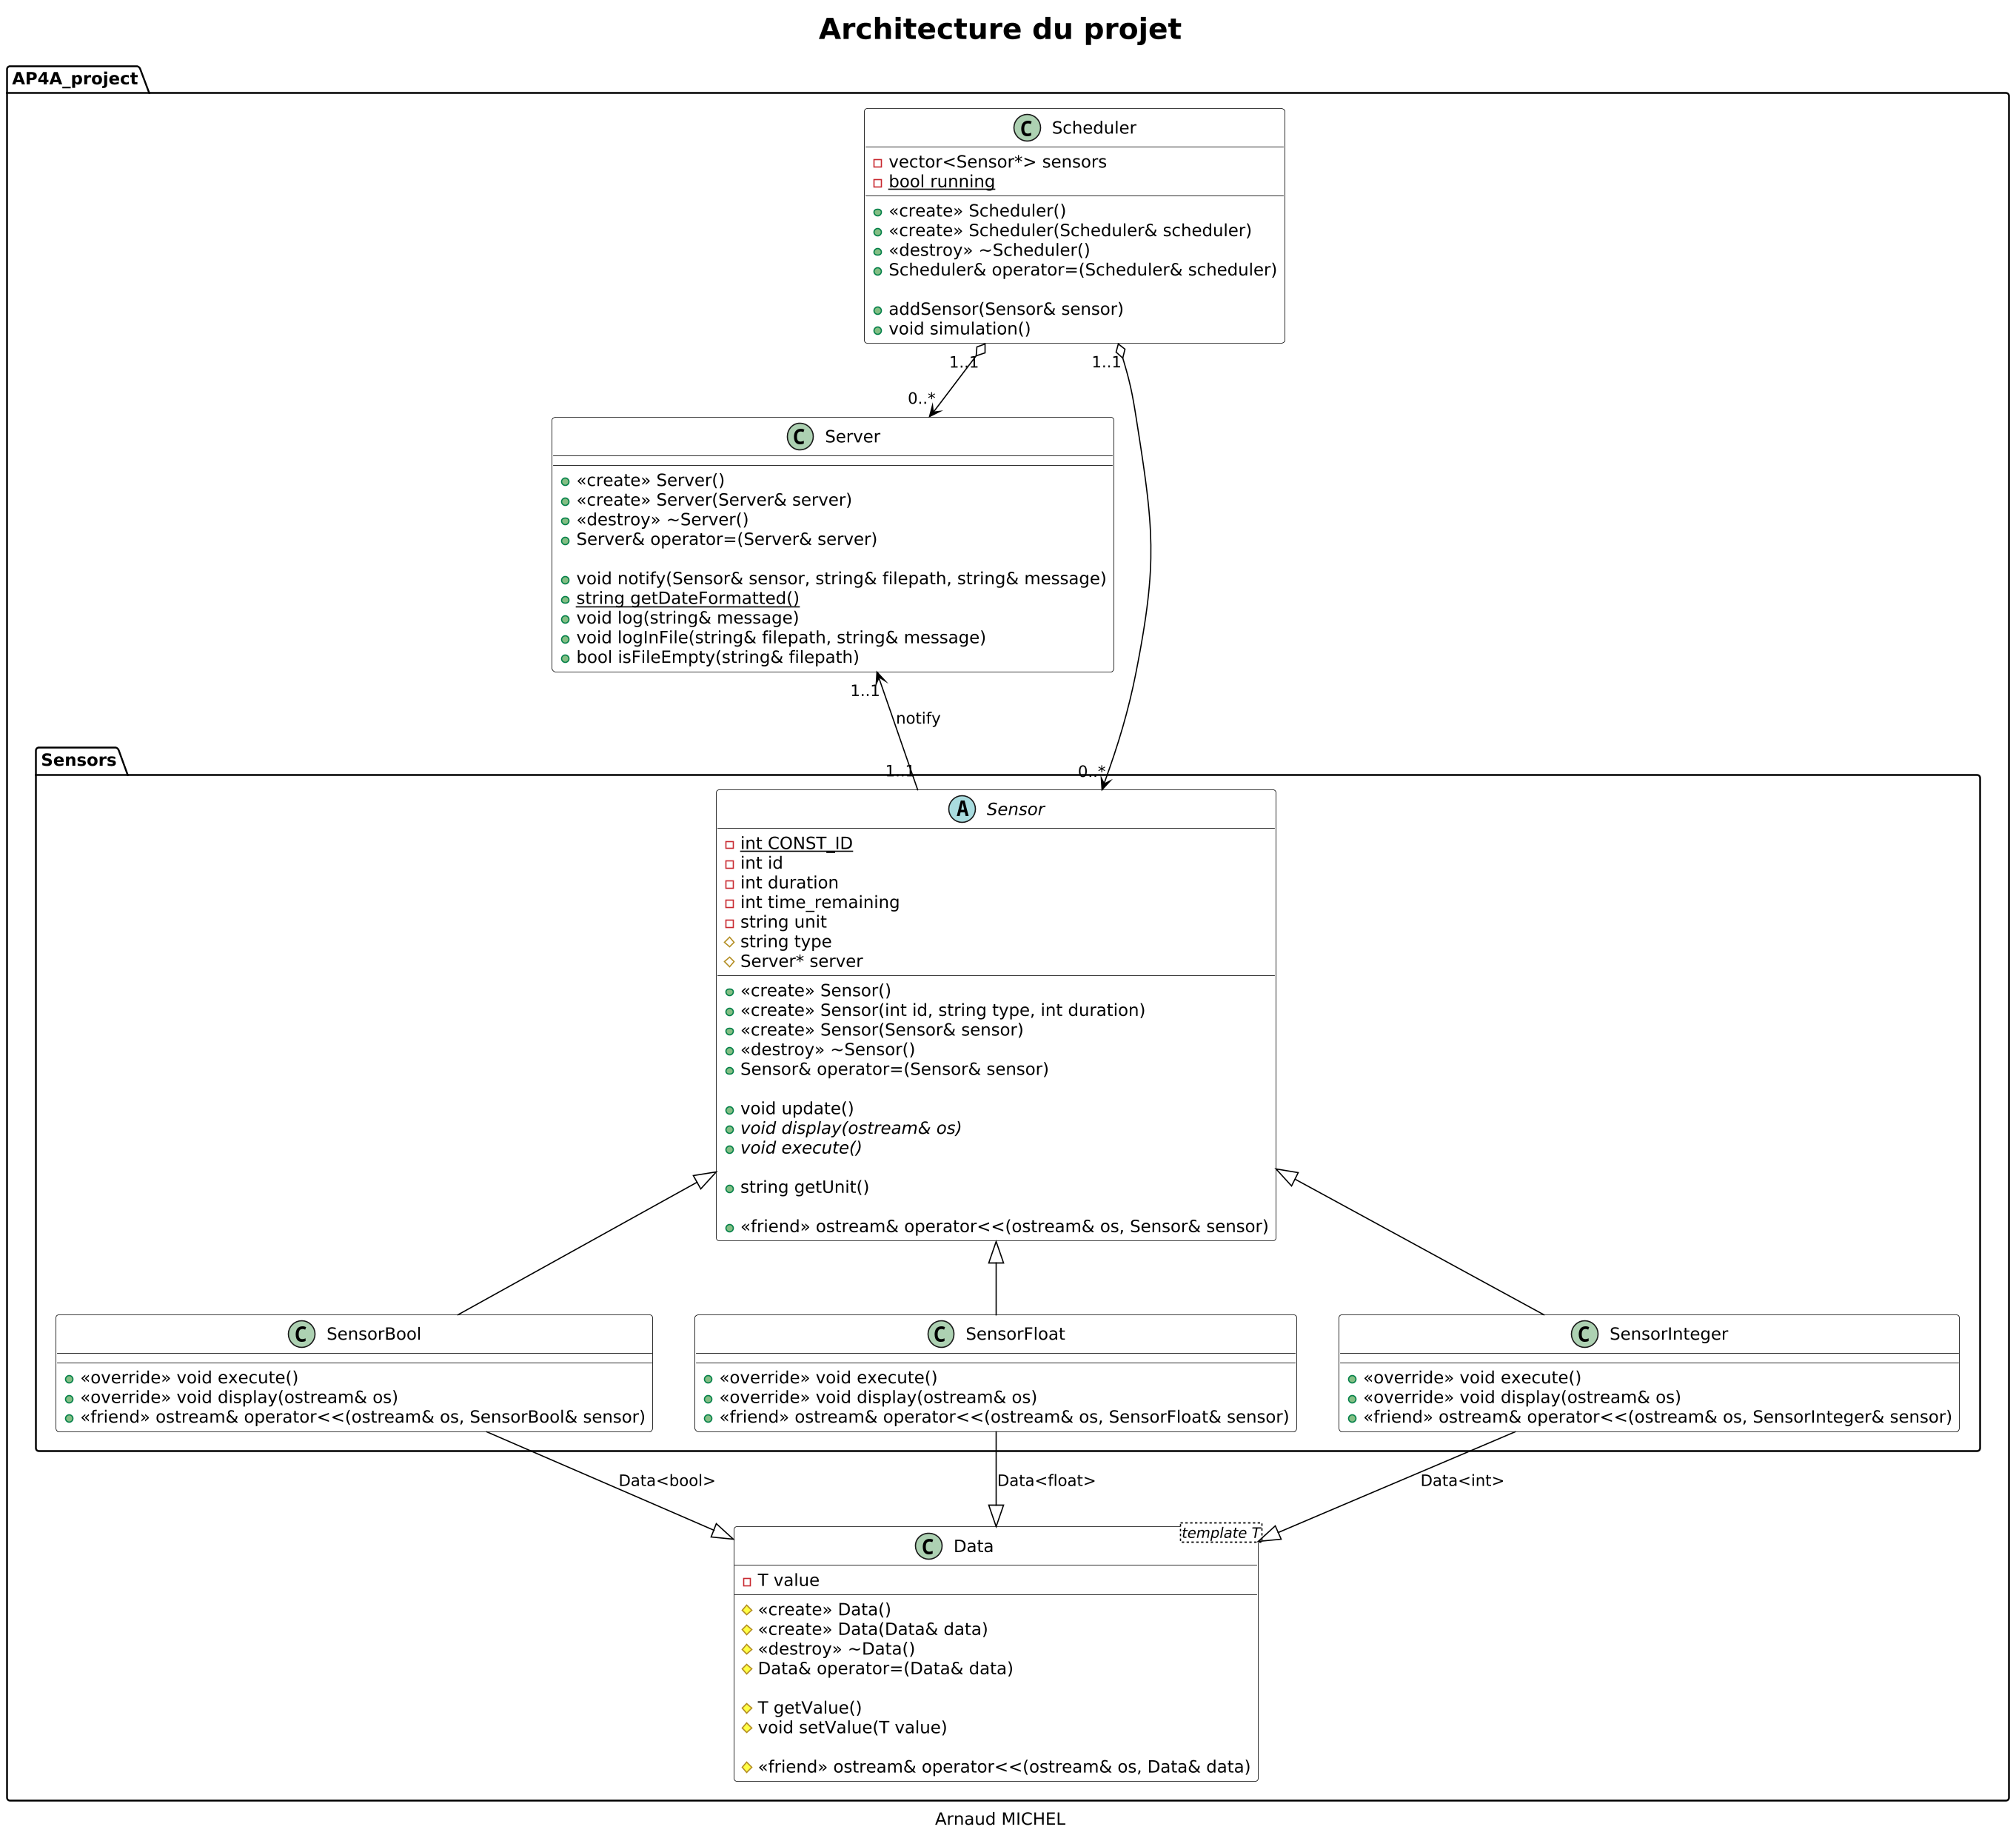 Architecture du projet
AP4A_project
C Scheduler
vector<Sensor*> sensors
bool running
«create» Scheduler()
«create» Scheduler(Scheduler& scheduler)
«destroy» ~Scheduler()
Scheduler& operator=(Scheduler& scheduler)
addSensor(Sensor& sensor)
void simulation()
1..1
1..1
0..*
C Server
«create» Server()
«create» Server(Server& server)
«destroy» ~Server()
Server& operator=(Server& server)
void notify(Sensor& sensor, string& filepath, string& message)
string getDateFormatted()
void log(string& message)
void logInFile(string& filepath, string& message)
bool isFileEmpty(string& filepath)
1..1
notify
Sensors
1..1
0..*
A Sensor
int CONST_ID
int id
int duration
int time_remaining
string unit
string type
Server* server
«create» Sensor()
«create» Sensor(int id, string type, int duration)
«create» Sensor(Sensor& sensor)
«destroy» ~Sensor()
Sensor& operator=(Sensor& sensor)
void update()
void display(ostream& os)
void execute()
string getUnit()
«friend» ostream& operator<<(ostream& os, Sensor& sensor)
C SensorBool
«override» void execute()
«override» void display(ostream& os)
«friend» ostream& operator<<(ostream& os, SensorBool& sensor)
C SensorFloat
«override» void execute()
«override» void display(ostream& os)
«friend» ostream& operator<<(ostream& os, SensorFloat& sensor)
C SensorInteger
«override» void execute()
«override» void display(ostream& os)
«friend» ostream& operator<<(ostream& os, SensorInteger& sensor)
Data<bool>
Data<float>
Data<int>
template T
C Data
T value
«create» Data()
«create» Data(Data& data)
«destroy» ~Data()
Data& operator=(Data& data)
T getValue()
void setValue(T value)
«friend» ostream& operator<<(ostream& os, Data& data)
Arnaud MICHEL